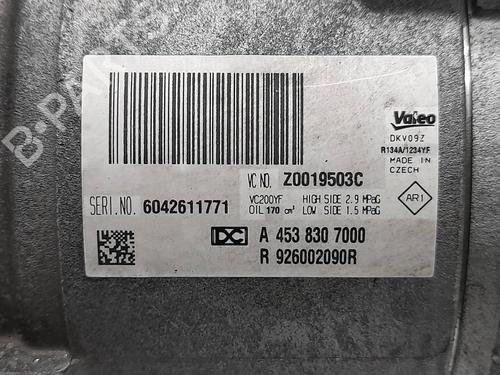 B-PARTS
Valeo
DKV09Z
R134A/1234YF
MADE IN
CZECH
VC NO. Z0019503C
SERI.NO. 6042611771
VC200YF HIGH SIDE 2.9 MPaG
OIL 170 cm³ LOW SIDE 1.5 MPaG
AR1
DC A 453 830 7000
R 926002090R